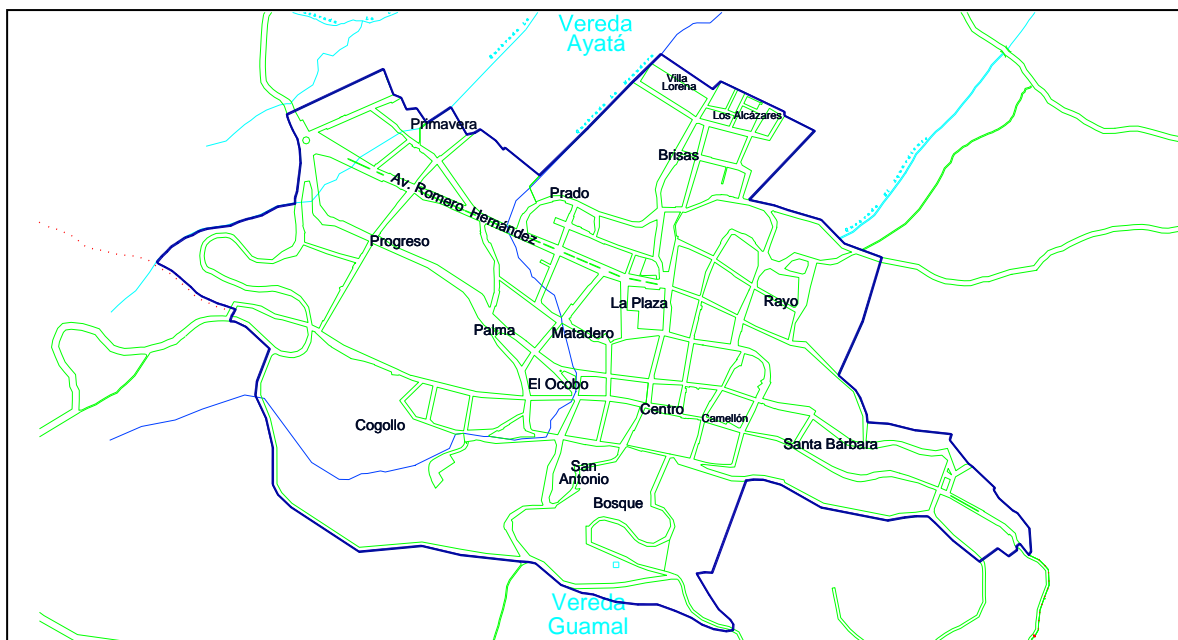 Vereda
Ayatá
Villa
Lorena
Los Alcázares
Primavera
Brisas
Av. Romero Hernández
Prado
Progreso
La Plaza
Rayo
Palma
Matadero
El Ocobo
Centro
Camellón
Cogollo
Santa Bárbara
San
Antonio
Bosque
Vereda
Guamal